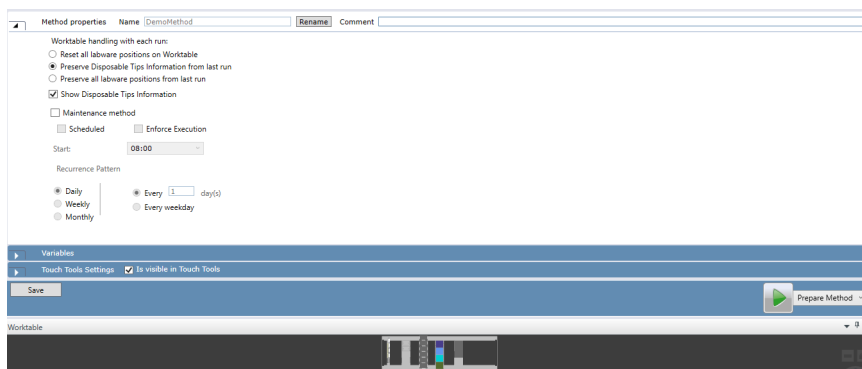 Method properties Name DemoMethod Rename Comment
Worktable handling with each run:
Reset all labware positions on Worktable
Preserve Disposable Tips Information from last run
Preserve all labware positions from last run
Show Disposable Tips Information
Maintenance method
Scheduled Enforce Execution
Start: 08:00
Recurrence Pattern
Daily Every 1 day(s)
Weekly Every weekday
Monthly
Variables
Touch Tools Settings Is visible in Touch Tools
Save
Prepare Method
Worktable